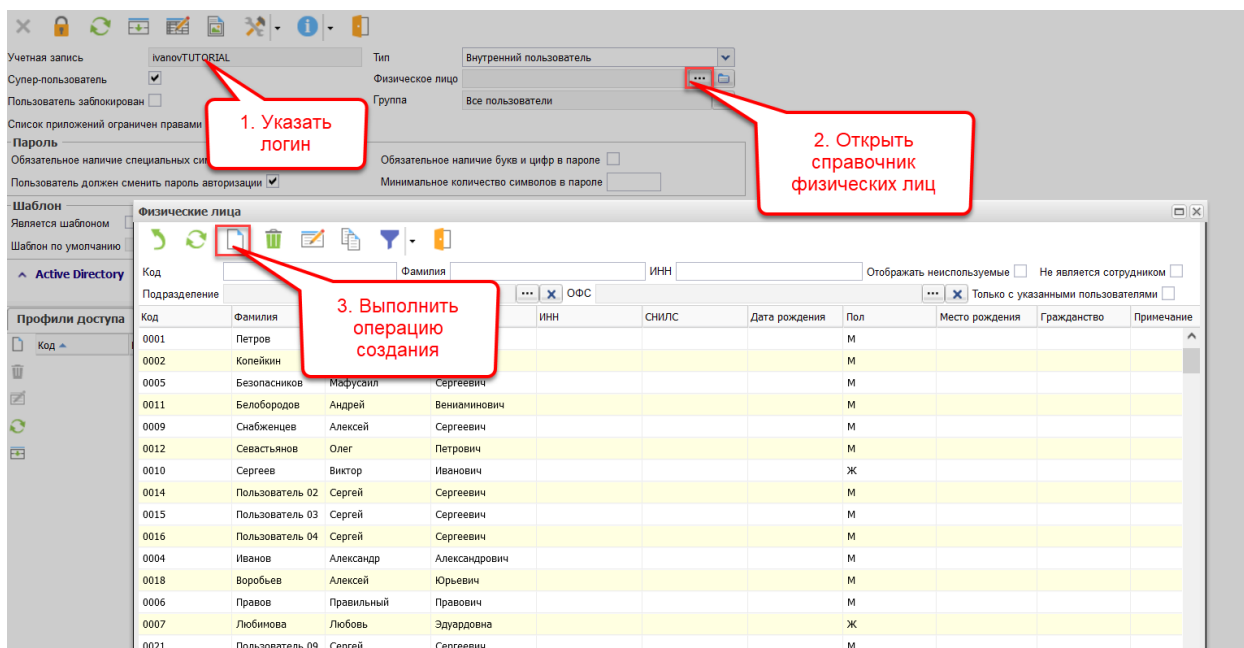 Учетная запись ivanovTUTORIAL Тип Внутренний пользователь
Супер-пользователь Физическое лицо
Пользователь заблокирован Группа Все пользователи
Список приложений ограничен правами
1. Указать
логин
2. Открыть
справочник
физических лиц
Пароль
Обязательное наличие специальных Обязательное наличие букв и цифр в пароле
Пользователь должен сменить пароль авторизации Минимальное количество символов в пароле
Шаблон
Является шаблоном
Шаблон по умолчанию
Active Directory
Профили доступа
Код
Физические лица
Код Фамилия ИНН Отображать неиспользуемые Не является сотрудником
Подразделение ОФС Только с указанными пользователями
3. Выполнить
операцию
создания
Код Фамилия ИНН СНИЛС Дата рождения Пол Место рождения Гражданство Примечание
0001 Петров М
0002 Копейкин М
0005 Безопасников Мафусаил Сергеевич М
0011 Белобородов Андрей Вениаминович М
0009 Снабженцев Алексей Сергеевич М
0012 Севастьянов Олег Петрович М
0010 Сергеев Виктор Иванович Ж
0014 Пользователь 02 Сергей Сергеевич М
0015 Пользователь 03 Сергей Сергеевич М
0016 Пользователь 04 Сергей Сергеевич М
0004 Иванов Александр Александрович М
0018 Воробьев Алексей Юрьевич М
0006 Правов Правильный Правович М
0007 Любимова Любовь Эдуардовна Ж
0021 Пользователь 09 Сергей Сергеевич М